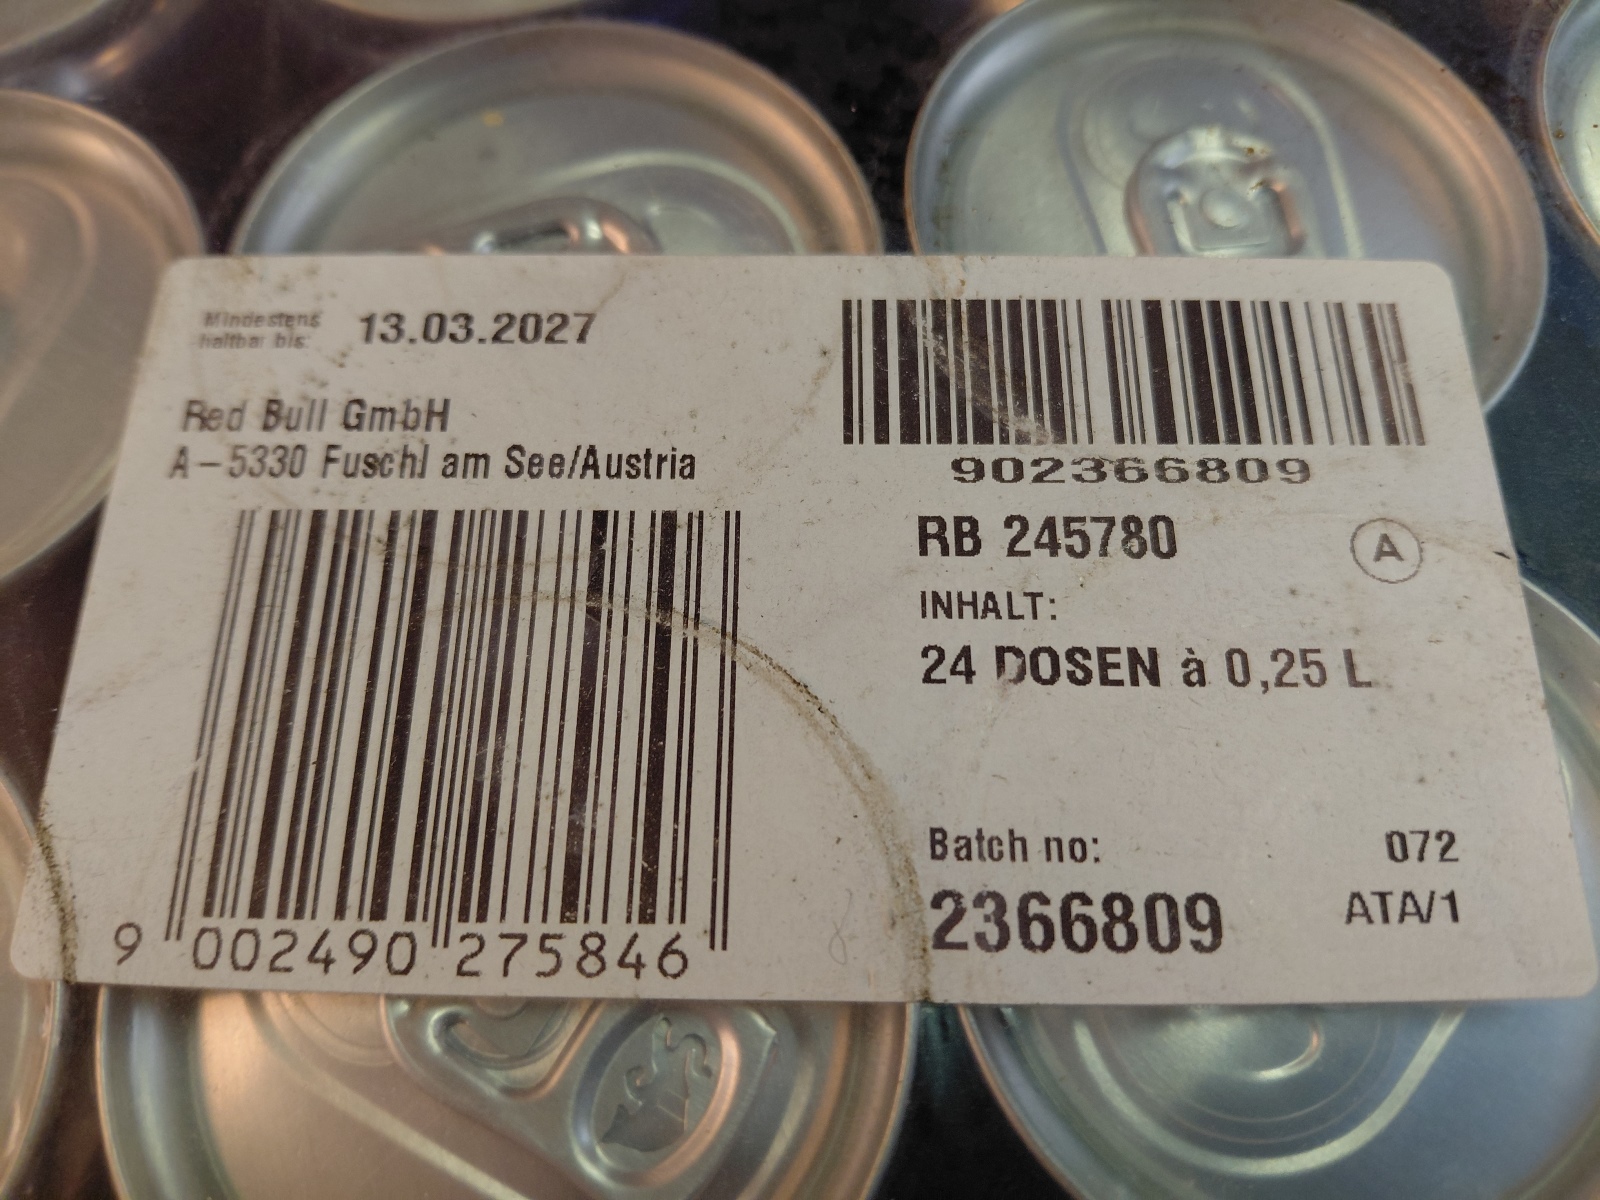 Mindestens
haltbar bis: 13.03.2027
Red Bull GmbH
A-5330 Fuschl am See/Austria
9 002490 275846
902366809
RB 245780 A
INHALT:
24 DOSEN à 0,25 L
Batch no: 072
2366809 ATA/1